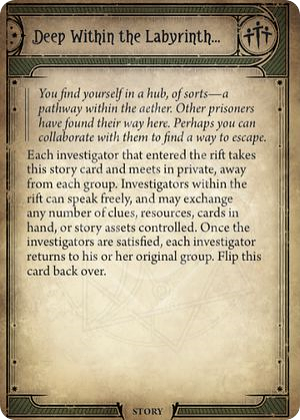 Deep Within the Labyrinth...
You find yourself in a hub, of sorts—a
pathway within the aether. Other prisoners
have found their way here. Perhaps you can
collaborate with them to find a way to escape.
Each investigator that entered the rift takes
this story card and meets in private, away
from each group. Investigators within the
rift can speak freely, and may exchange
any number of clues, resources, cards in
hand, or story assets controlled. Once the
investigators are satisfied, each investigator
returns to his or her original group. Flip this
card back over.
STORY